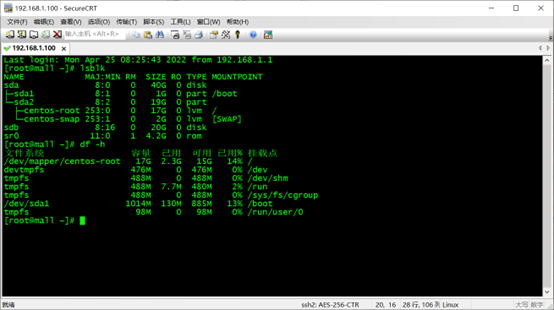 192.168.1.100 - SecureCRT
文件(F) 编辑(E) 查看(V) 选项(O) 传输(T) 脚本(S) 工具(L) 窗口(W) 帮助(H)
输入主机 <Alt+R>
192.168.1.100
Last login: Mon Apr 25 08:25:43 2022 from 192.168.1.1
[root@mall ~]# lsblk
NAME MAJ:MIN RM SIZE RO TYPE MOUNTPOINT
sda 8:0 0 40G 0 disk
├─sda1 8:1 0 1G 0 part /boot
└─sda2 8:2 0 19G 0 part
├─centos-root 253:0 0 17G 0 lvm /
└─centos-swap 253:1 0 2G 0 lvm [SWAP]
sdb 8:16 0 20G 0 disk
sr0 11:0 1 4.2G 0 rom
[root@mall ~]# df -h
文件系统 容量 已用 可用 已用% 挂载点
/dev/mapper/centos-root 17G 2.3G 15G 14% /
devtmpfs 476M 0 476M 0% /dev
tmpfs 488M 0 488M 0% /dev/shm
tmpfs 488M 7.7M 480M 2% /run
tmpfs 488M 0 488M 0% /sys/fs/cgroup
/dev/sda1 1014M 130M 885M 13% /boot
tmpfs 98M 0 98M 0% /run/user/0
[root@mall ~]#
就绪 ssh2: AES-256-CTR 20, 16 28 行, 106 列 Linux 大写 数字